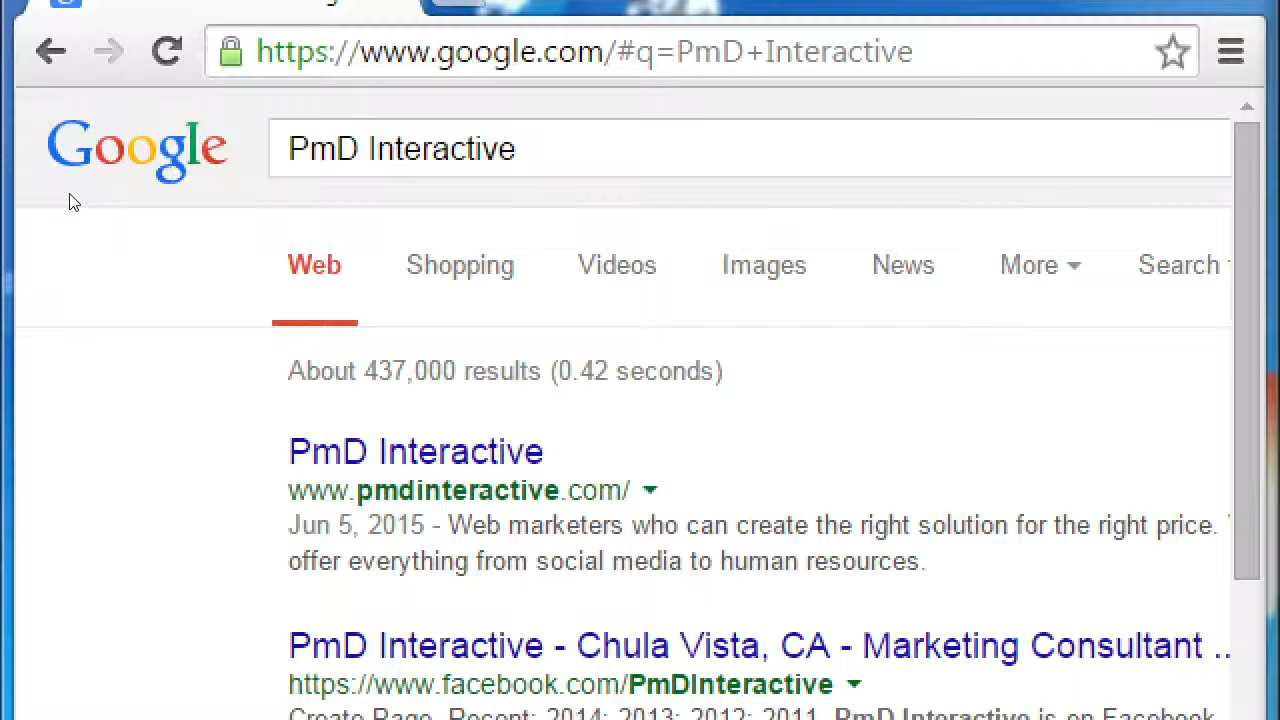 https://www.google.com/#q=PmD+Interactive
Google
PmD Interactive
Web Shopping Videos Images News More Search
About 437,000 results (0.42 seconds)
PmD Interactive
www.pmdinteractive.com/
Jun 5, 2015 - Web marketers who can create the right solution for the right price.
offer everything from social media to human resources.
PmD Interactive - Chula Vista, CA - Marketing Consultant ...
https://www.facebook.com/PmDInteractive
Create Page. Recent: 2014; 2013; 2012; 2011. PmD Interactive is on Facebook.